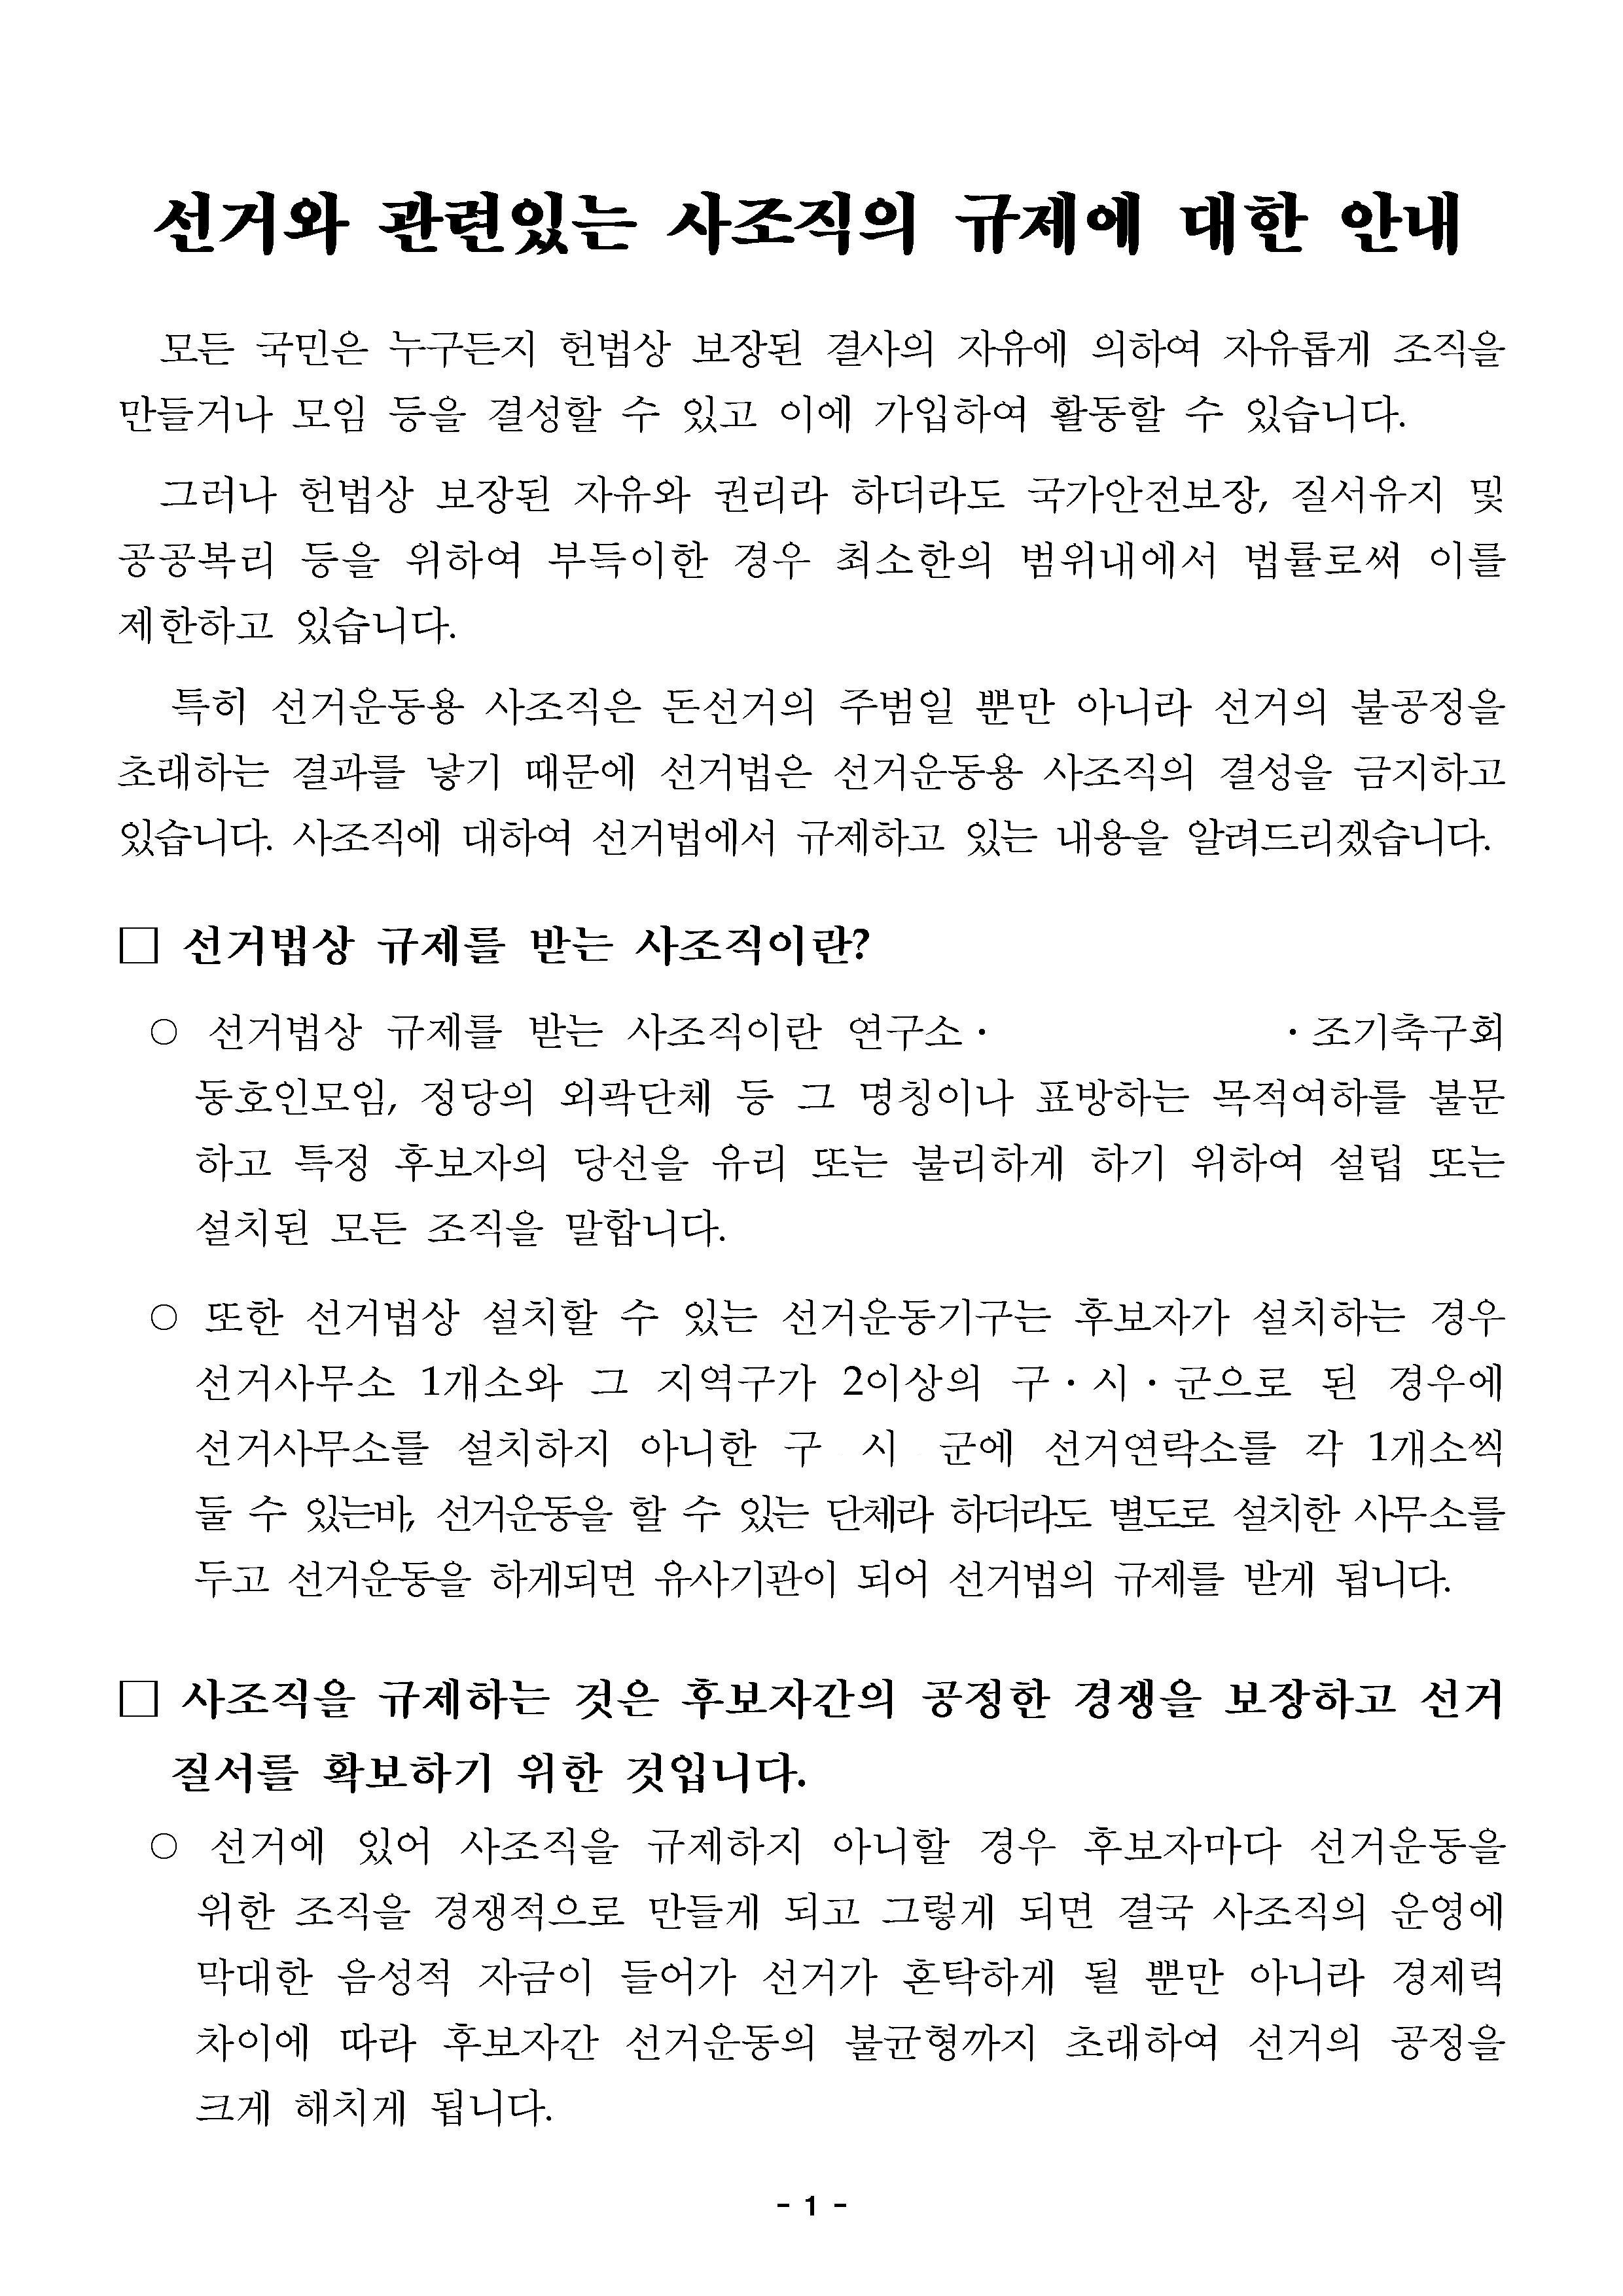 선거와 관련있는 사조직의 규제에 대한 안내
모든 국민은 누구든지 헌법상 보장된 결사의 자유에 의하여 자유롭게 조직을
만들거나 모임 등을 결성할 수 있고 이에 가입하여 활동할 수 있습니다.
그러나 헌법상 보장된 자유와 권리라 하더라도 국가안전보장, 질서유지 및
공공복리 등을 위하여 부득이한 경우 최소한의 범위내에서 법률로써 이를
제한하고 있습니다.
특히 선거운동용 사조직은 돈선거의 주범일 뿐만 아니라 선거의 불공정을
초래하는 결과를 낳기 때문에 선거법은 선거운동용 사조직의 결성을 금지하고
있습니다. 사조직에 대하여 선거법에서 규제하고 있는 내용을 알려드리겠습니다.
□ 선거법상 규제를 받는 사조직이란?
○ 선거법상 규제를 받는 사조직이란 연구소· ·조기축구회
동호인모임, 정당의 외곽단체 등 그 명칭이나 표방하는 목적여하를 불문
하고 특정 후보자의 당선을 유리 또는 불리하게 하기 위하여 설립 또는
설치된 모든 조직을 말합니다.
○ 또한 선거법상 설치할 수 있는 선거운동기구는 후보자가 설치하는 경우
선거사무소 1개소와 그 지역구가 2이상의 구·시·군으로 된 경우에
선거사무소를 설치하지 아니한 구 시 군에 선거연락소를 각 1개소씩
둘 수 있는바, 선거운동을 할 수 있는 단체라 하더라도 별도로 설치한 사무소를
두고 선거운동을 하게되면 유사기관이 되어 선거법의 규제를 받게 됩니다.
□ 사조직을 규제하는 것은 후보자간의 공정한 경쟁을 보장하고 선거
질서를 확보하기 위한 것입니다.
○ 선거에 있어 사조직을 규제하지 아니할 경우 후보자마다 선거운동을
위한 조직을 경쟁적으로 만들게 되고 그렇게 되면 결국 사조직의 운영에
막대한 음성적 자금이 들어가 선거가 혼탁하게 될 뿐만 아니라 경제력
차이에 따라 후보자간 선거운동의 불균형까지 초래하여 선거의 공정을
크게 해치게 됩니다.
- 1 -